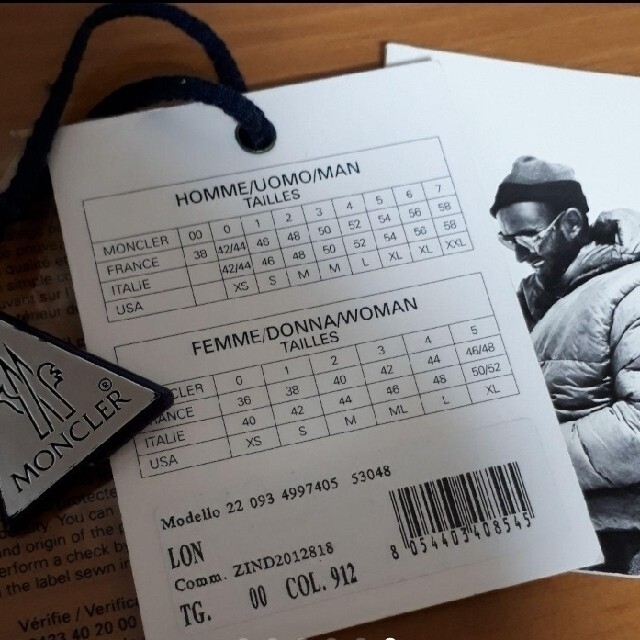 HOMME/UOMO/MAN
TAILLES
MONCLER 00 0 1 2 3 4 5 6 7
FRANCE 38 42/44 46 48 50 52 54 56 58
ITALIE 42/44 46 48 50 52 54 56 58
USA XS S M M L XL XL XXL
FEMME/DONNA/WOMAN
TAILLES
LER 0 1 2 3 4 5
ANCE 36 38 40 42 44 46/48
ITALIE 40 42 44 46 48 50/52
USA XS S M ML L XL
MONCLER®
Modello 22 093 4997405 53048
LON
Comm. ZIND2012818
TG. 00 COL. 912
8 054403408545
You can
and origin of the
erform a check b
the label sewn i
Vérifie / Verific